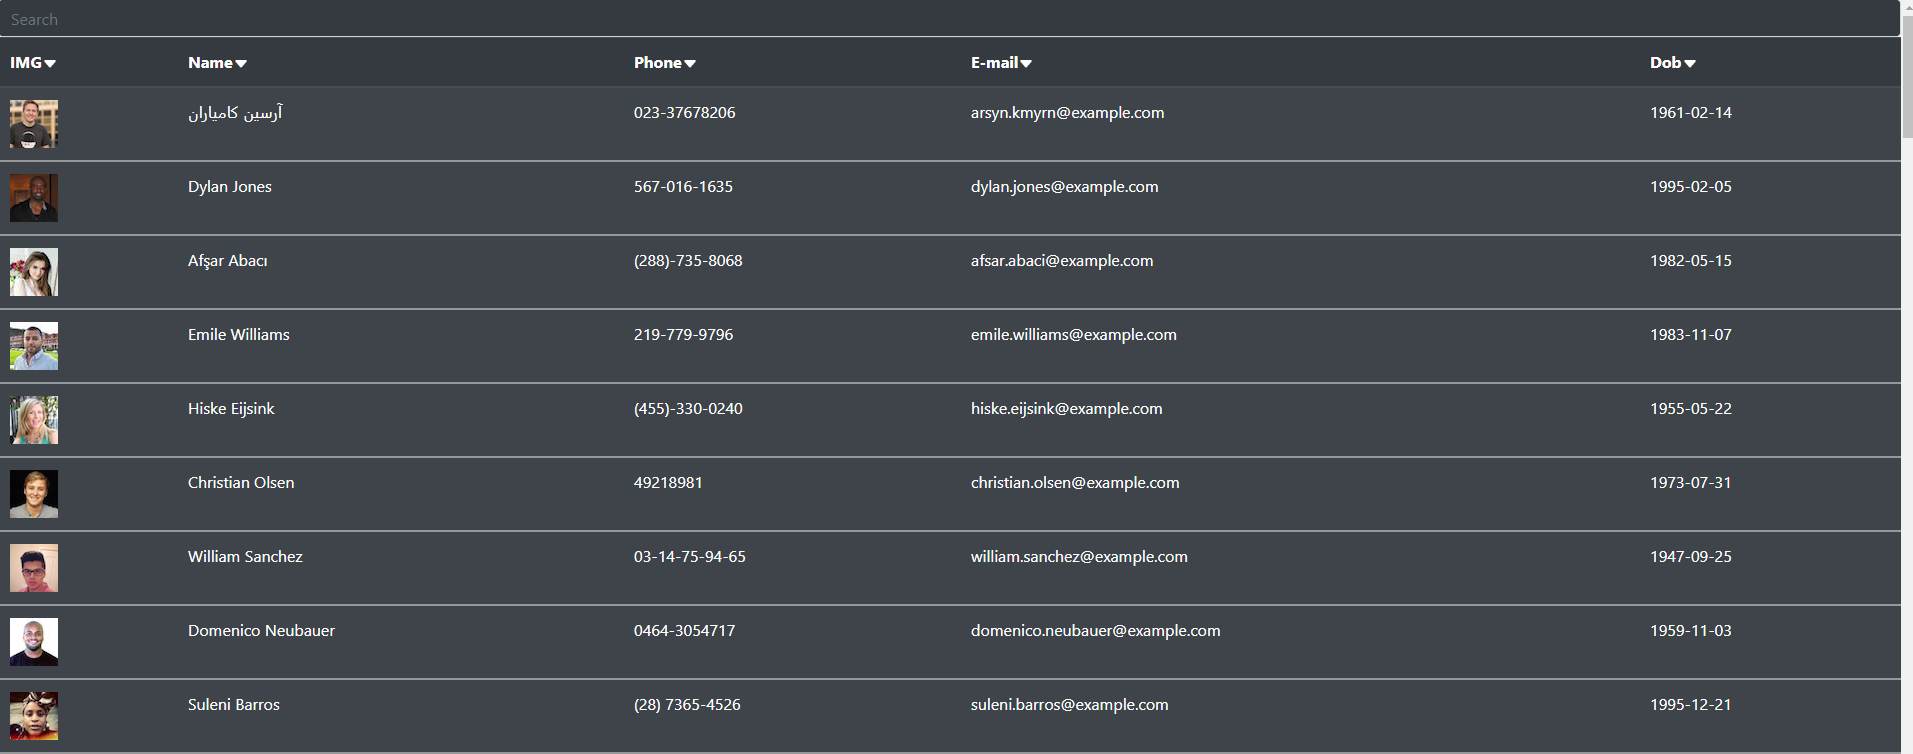 Search
IMG Name Phone E-mail Dob
آرسین کامیاران 023-37678206 arsyn.kmyrn@example.com 1961-02-14
Dylan Jones 567-016-1635 dylan.jones@example.com 1995-02-05
Afşar Abacı (288)-735-8068 afsar.abaci@example.com 1982-05-15
Emile Williams 219-779-9796 emile.williams@example.com 1983-11-07
Hiske Eijsink (455)-330-0240 hiske.eijsink@example.com 1955-05-22
Christian Olsen 49218981 christian.olsen@example.com 1973-07-31
William Sanchez 03-14-75-94-65 william.sanchez@example.com 1947-09-25
Domenico Neubauer 0464-3054717 domenico.neubauer@example.com 1959-11-03
Suleni Barros (28) 7365-4526 suleni.barros@example.com 1995-12-21